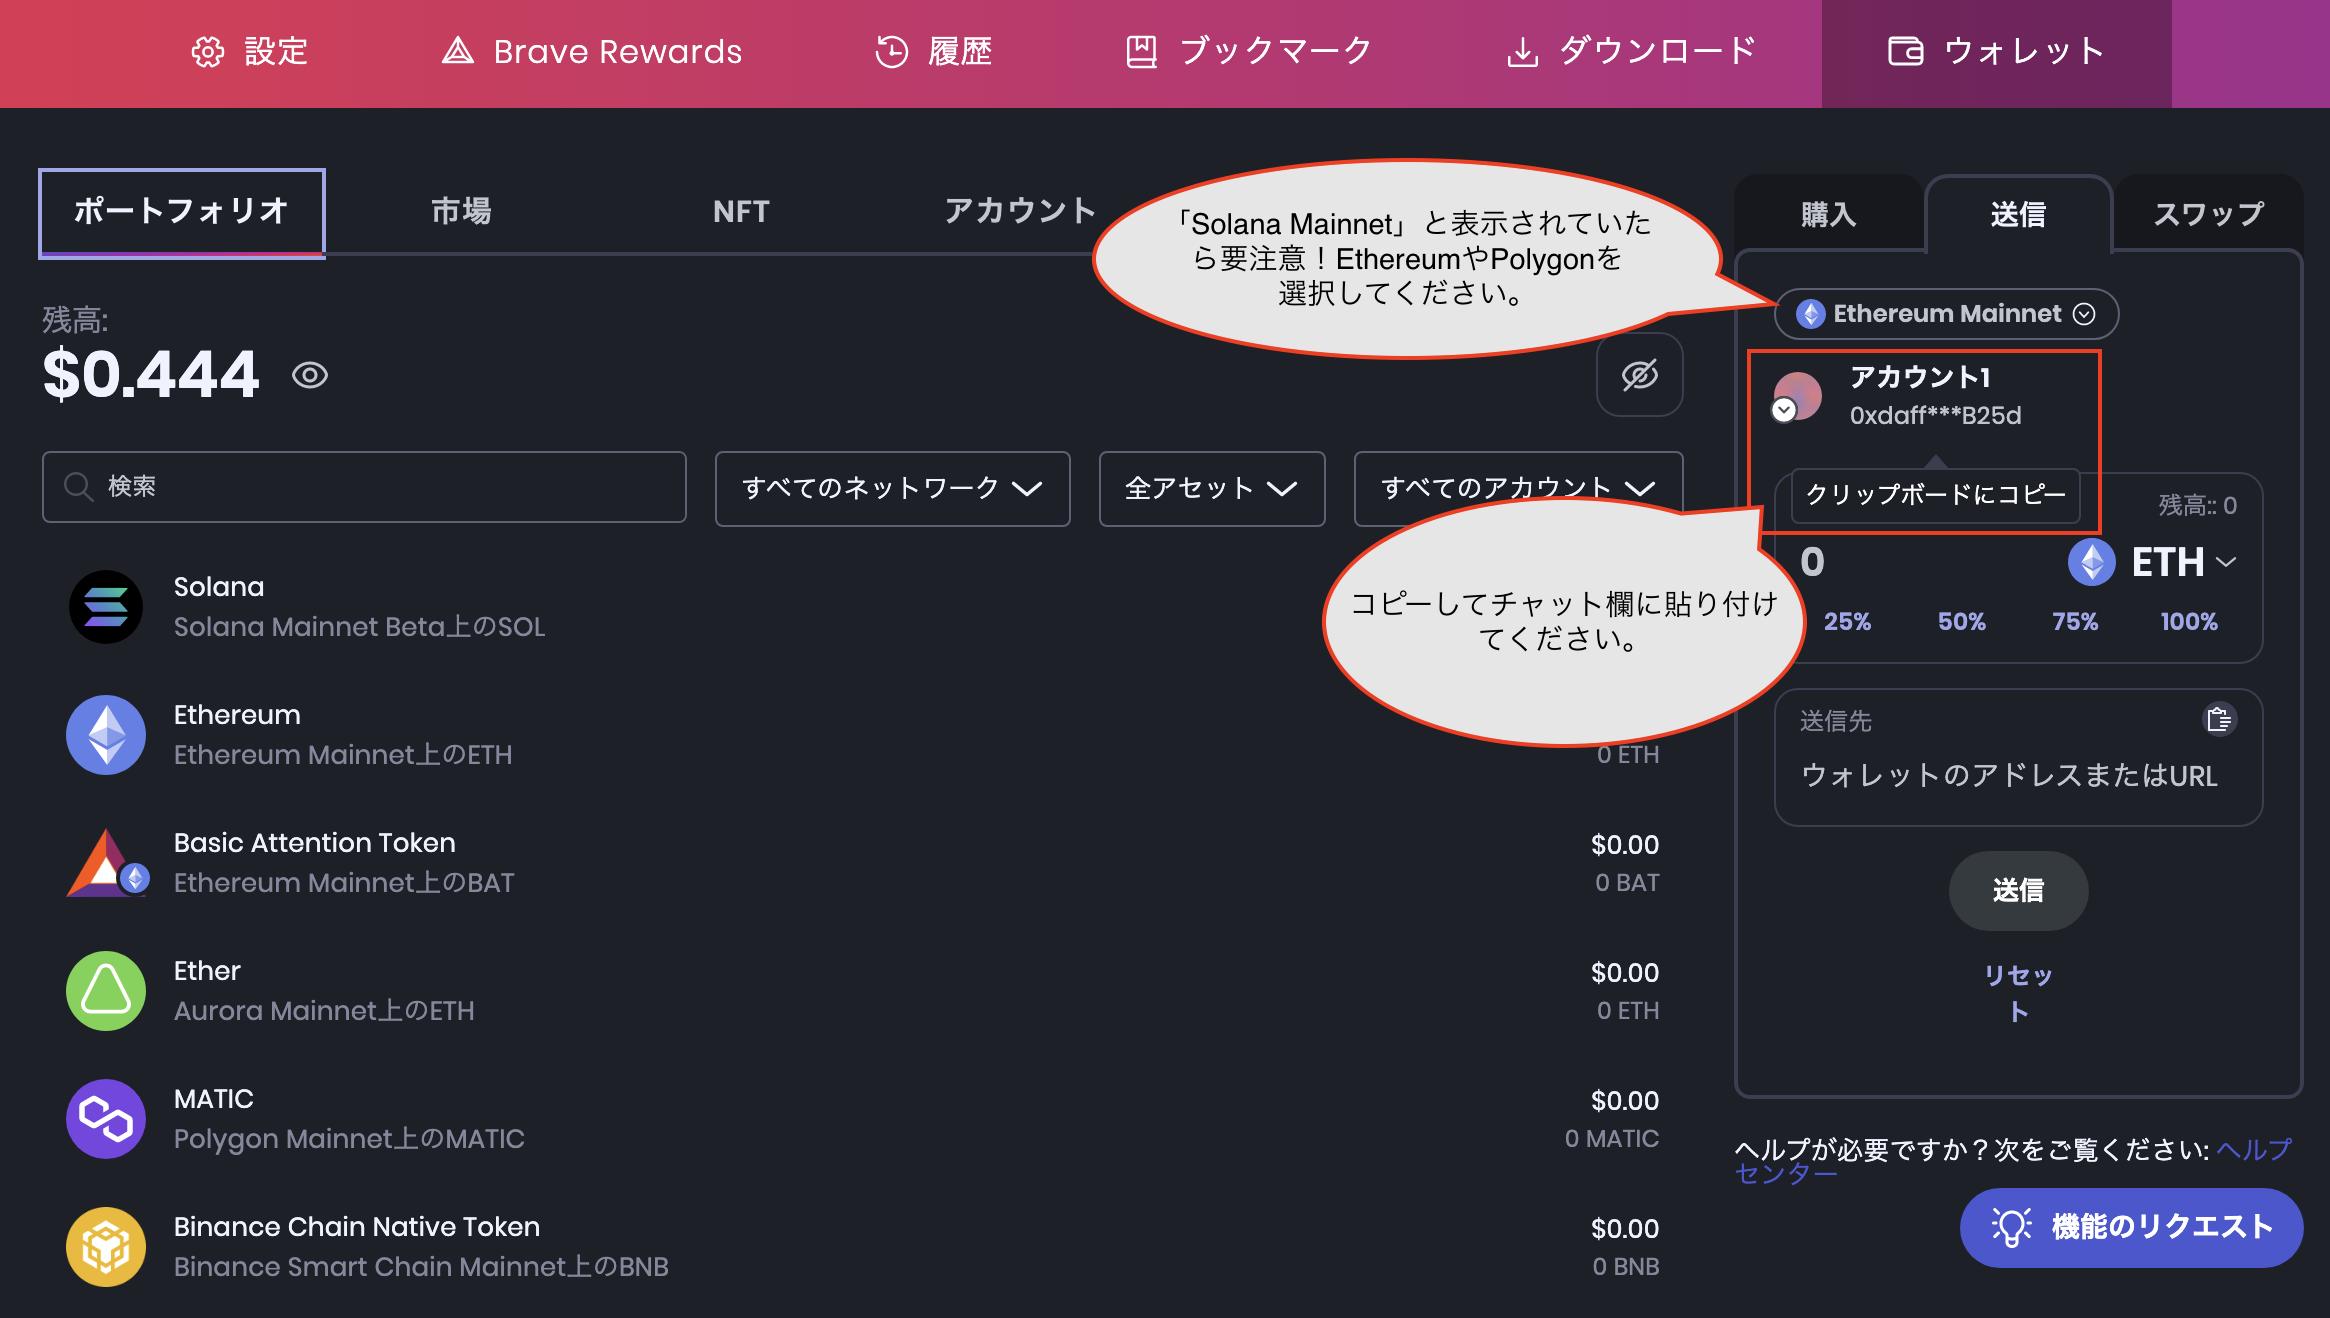 設定
Brave Rewards
履歴
ブックマーク
ダウンロード
ウォレット
ポートフォリオ
市場
NFT
アカウント
「Solana Mainnet」と表示されていた
ら要注意！EthereumやPolygonを
選択してください。
購入
送信
スワップ
Ethereum Mainnet
残高:
$0.444
アカウント1
0xdaff***B25d
クリップボードにコピー
検索
すべてのネットワーク
全アセット
すべてのアカウント
残高:: 0
0
ETH
25%
50%
75%
100%
コピーしてチャット欄に貼り付け
てください。
送信先
ウォレットのアドレスまたはURL
送信
リセッ
ト
Solana
Solana Mainnet Beta上のSOL
Ethereum
Ethereum Mainnet上のETH
0 ETH
Basic Attention Token
Ethereum Mainnet上のBAT
$0.00
0 BAT
Ether
Aurora Mainnet上のETH
$0.00
0 ETH
MATIC
Polygon Mainnet上のMATIC
$0.00
0 MATIC
Binance Chain Native Token
Binance Smart Chain Mainnet上のBNB
$0.00
0 BNB
ヘルプが必要ですか？次をご覧ください: ヘルプ
センター
機能のリクエスト